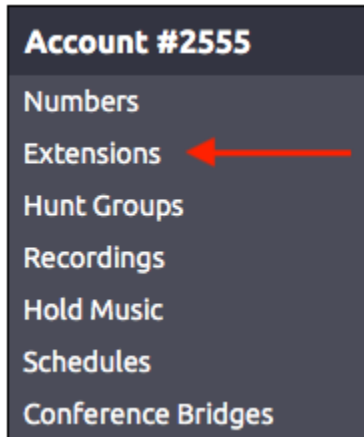 Account #2555
Numbers
Extensions
Hunt Groups
Recordings
Hold Music
Schedules
Conference Bridges